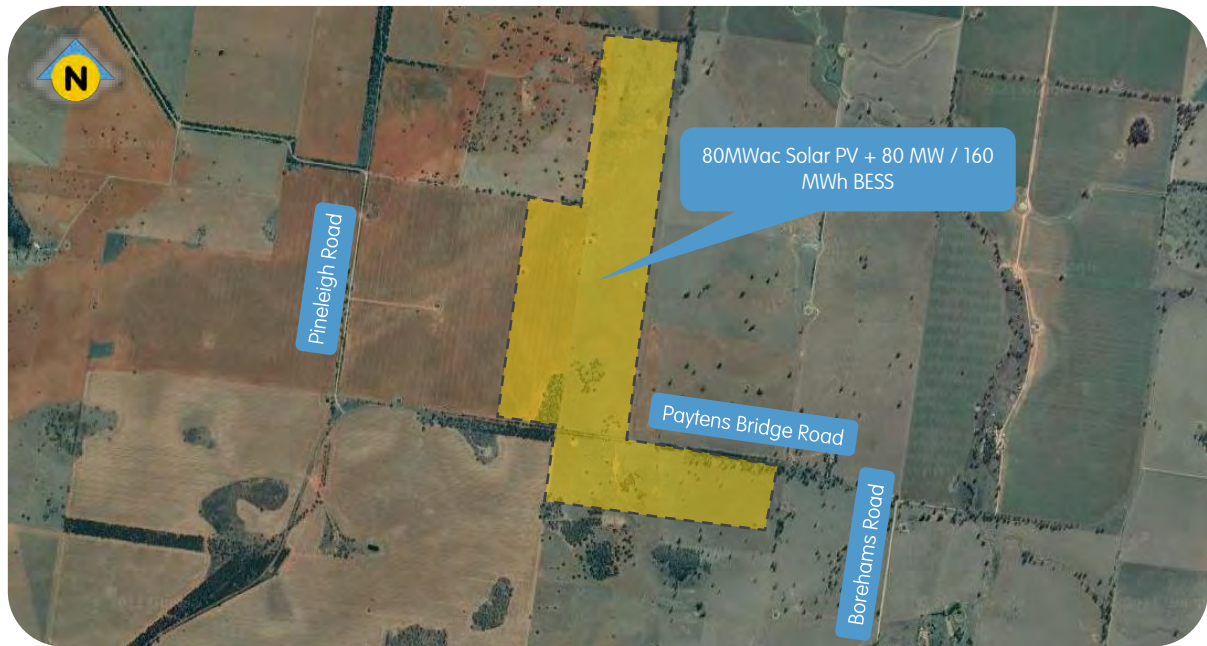 N
80MWac Solar PV + 80 MW / 160
MWh BESS
Pineleigh Road
Paytens Bridge Road
Borehams Road